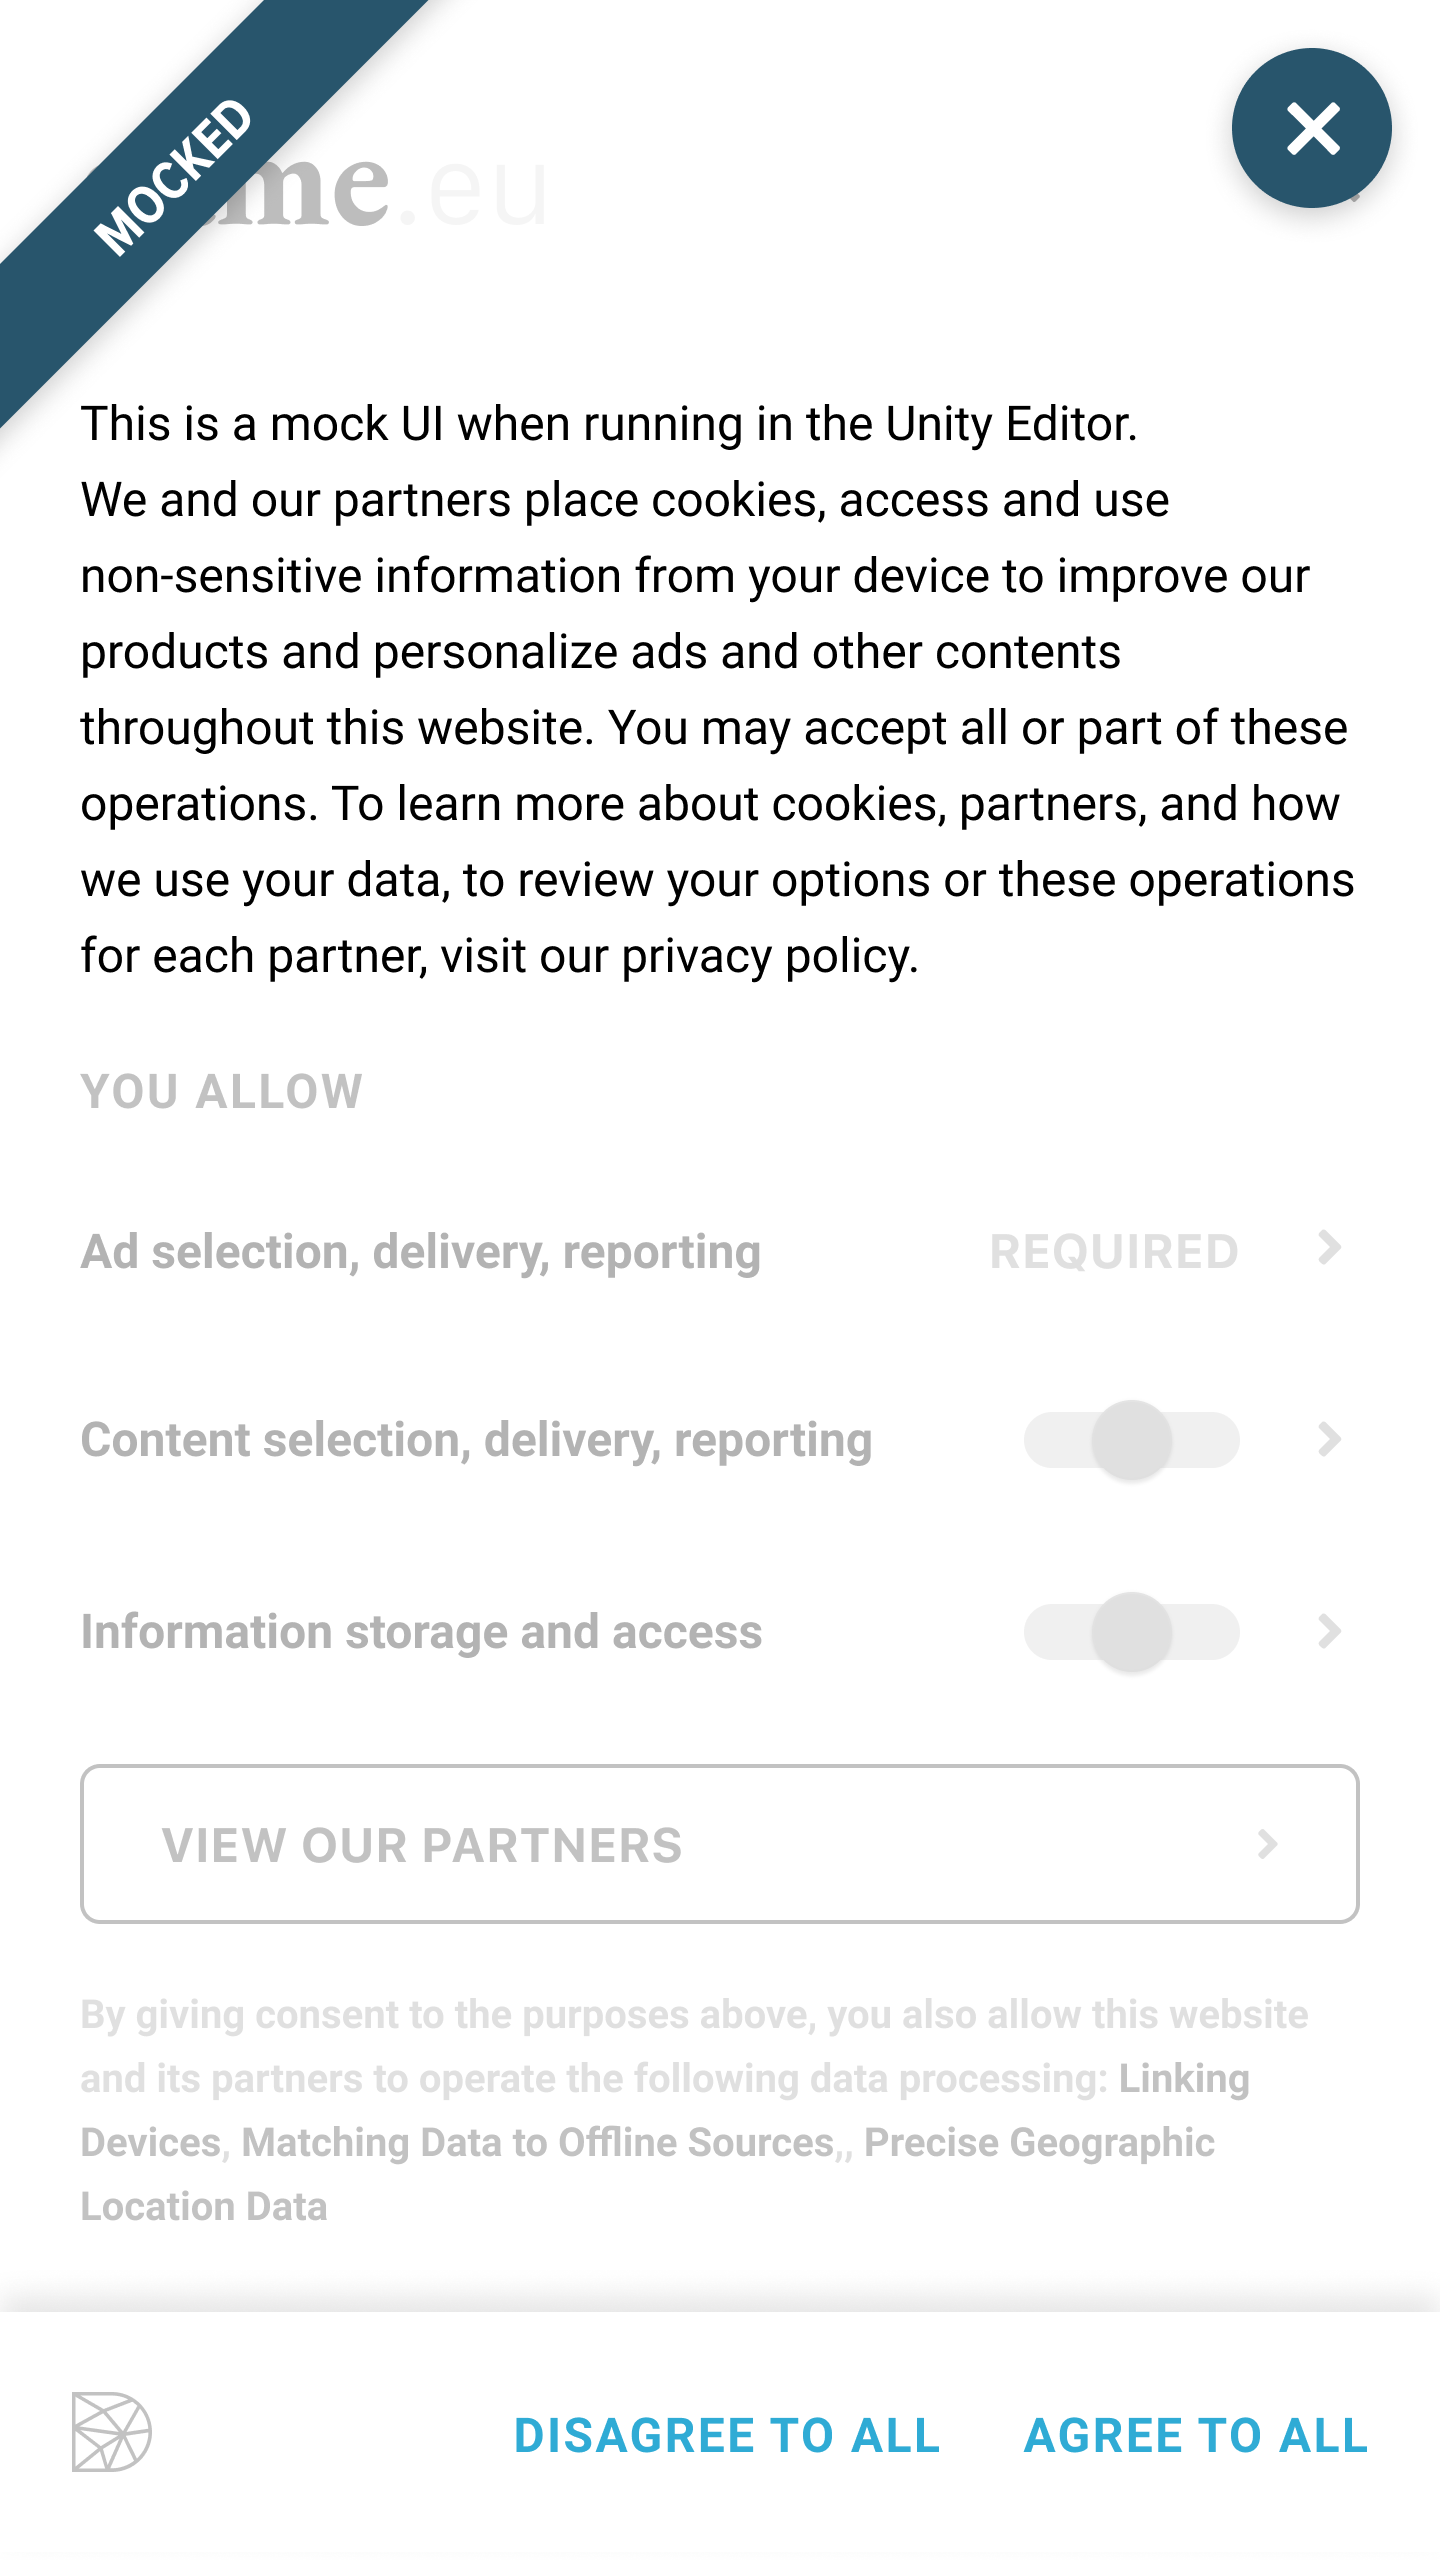 MOCKED
me.eu
This is a mock UI when running in the Unity Editor.
We and our partners place cookies, access and use
non-sensitive information from your device to improve our
products and personalize ads and other contents
throughout this website. You may accept all or part of these
operations. To learn more about cookies, partners, and how
we use your data, to review your options or these operations
for each partner, visit our privacy policy.
YOU ALLOW
Ad selection, delivery, reporting REQUIRED
Content selection, delivery, reporting
Information storage and access
VIEW OUR PARTNERS
By giving consent to the purposes above, you also allow this website
and its partners to operate the following data processing: Linking
Devices, Matching Data to Offline Sources,, Precise Geographic
Location Data
DISAGREE TO ALL AGREE TO ALL